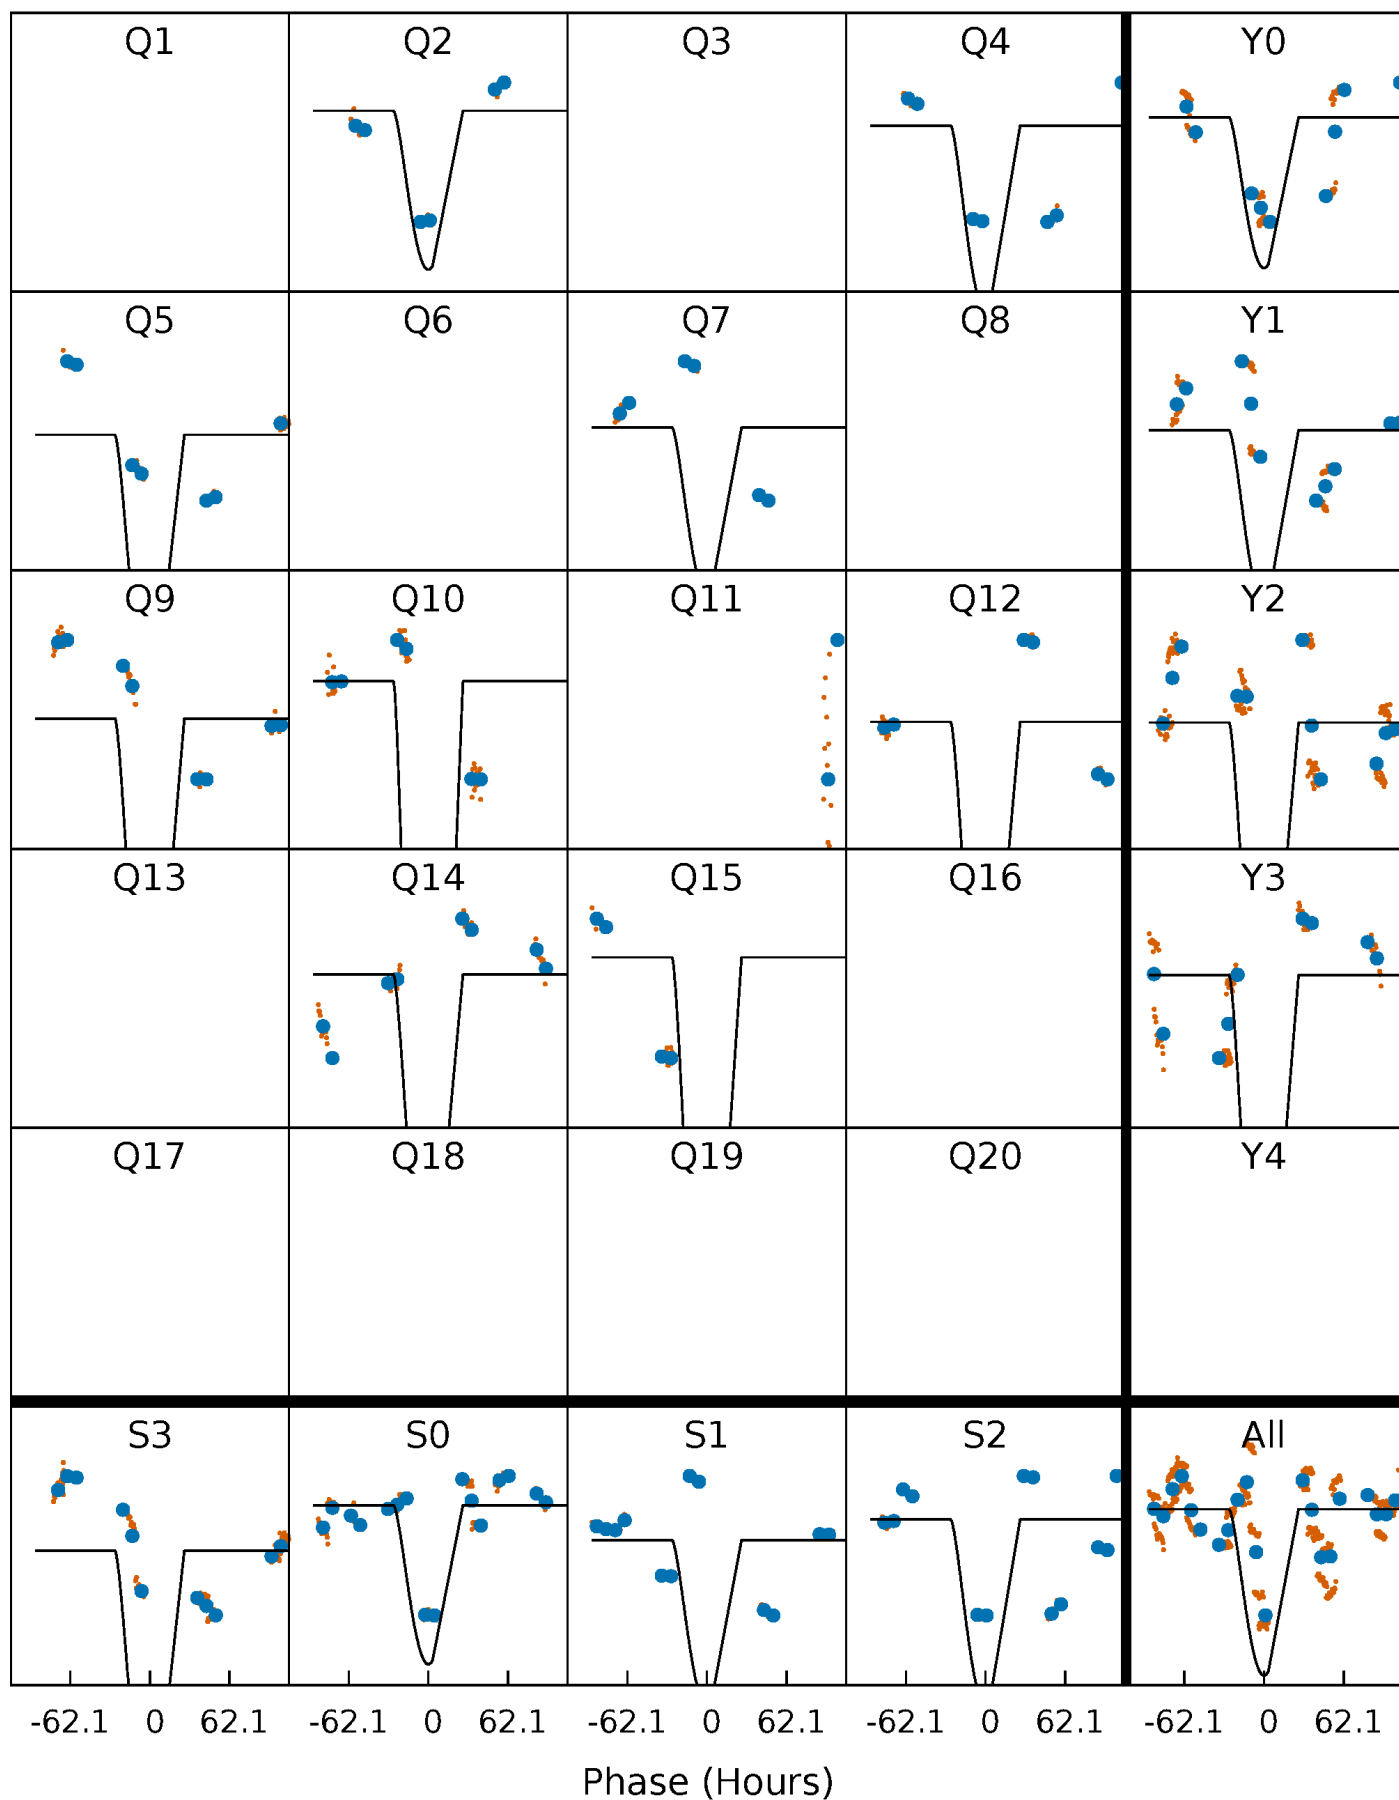 Q1 Q2 Q3 Q4 Y0
Q5 Q6 Q7 Q8 Y1
Q9 Q10 Q11 Q12 Y2
Q13 Q14 Q15 Q16 Y3
Q17 Q18 Q19 Q20 Y4
S3 S0 S1 S2 All
-62.1 0 62.1 -62.1 0 62.1 -62.1 0 62.1 -62.1 0 62.1 -62.1 0 62.1
Phase (Hours)